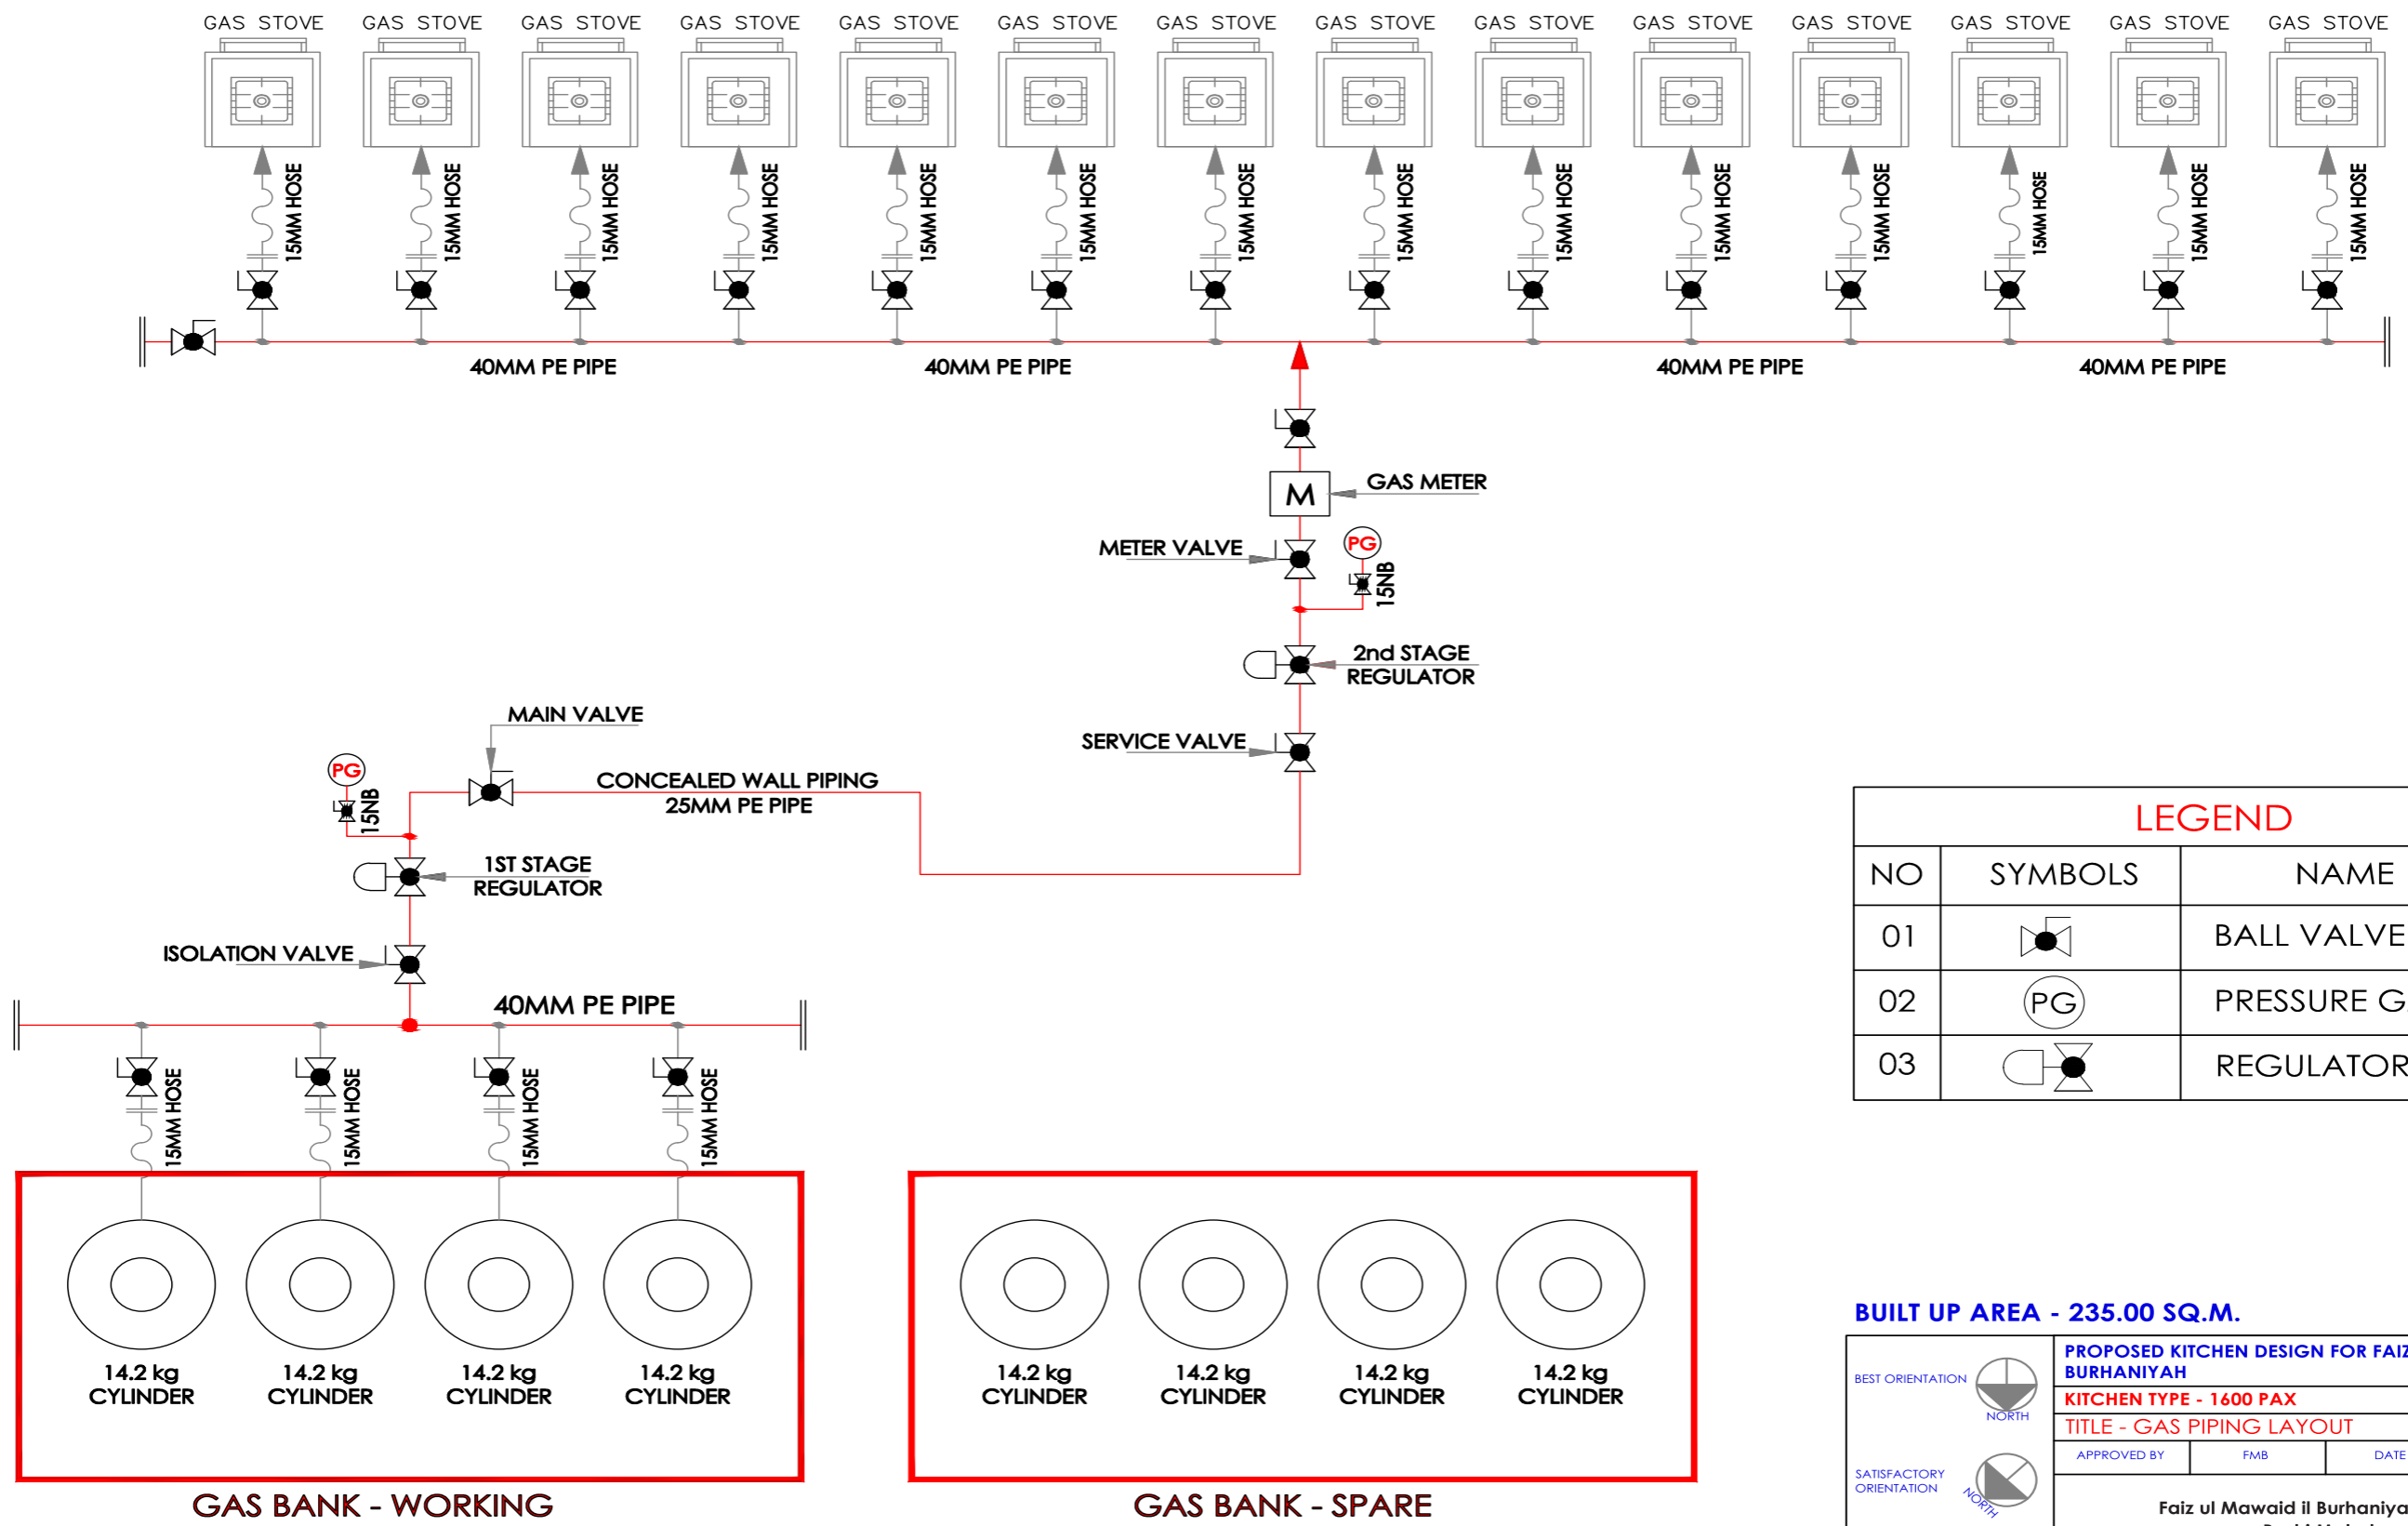 GAS STOVE GAS STOVE GAS STOVE GAS STOVE GAS STOVE GAS STOVE GAS STOVE GAS STOVE GAS STOVE GAS STOVE GAS STOVE GAS STOVE GAS STOVE GAS STOVE
15MM HOSE 15MM HOSE 15MM HOSE 15MM HOSE 15MM HOSE 15MM HOSE 15MM HOSE 15MM HOSE 15MM HOSE 15MM HOSE 15MM HOSE 15MM HOSE 15MM HOSE 15MM HOSE
40MM PE PIPE 40MM PE PIPE 40MM PE PIPE 40MM PE PIPE
M
GAS METER
METER VALVE
PG
15NB
2nd STAGE
REGULATOR
SERVICE VALVE
MAIN VALVE
PG
15NB
CONCEALED WALL PIPING
25MM PE PIPE
1ST STAGE
REGULATOR
ISOLATION VALVE
40MM PE PIPE
15MM HOSE 15MM HOSE 15MM HOSE 15MM HOSE
14.2 kg 14.2 kg 14.2 kg 14.2 kg
CYLINDER CYLINDER CYLINDER CYLINDER
GAS BANK - WORKING
14.2 kg 14.2 kg 14.2 kg 14.2 kg
CYLINDER CYLINDER CYLINDER CYLINDER
GAS BANK - SPARE
LEGEND
NO SYMBOLS NAME
01 BALL VALVE
02 PG PRESSURE G
03 REGULATOR
BUILT UP AREA - 235.00 SQ.M.
BEST ORIENTATION
NORTH
SATISFACTORY
ORIENTATION
NORTH
PROPOSED KITCHEN DESIGN FOR FAIZ
BURHANIYAH
KITCHEN TYPE - 1600 PAX
TITLE - GAS PIPING LAYOUT
APPROVED BY FMB DATE
Faiz ul Mawaid il Burhaniya